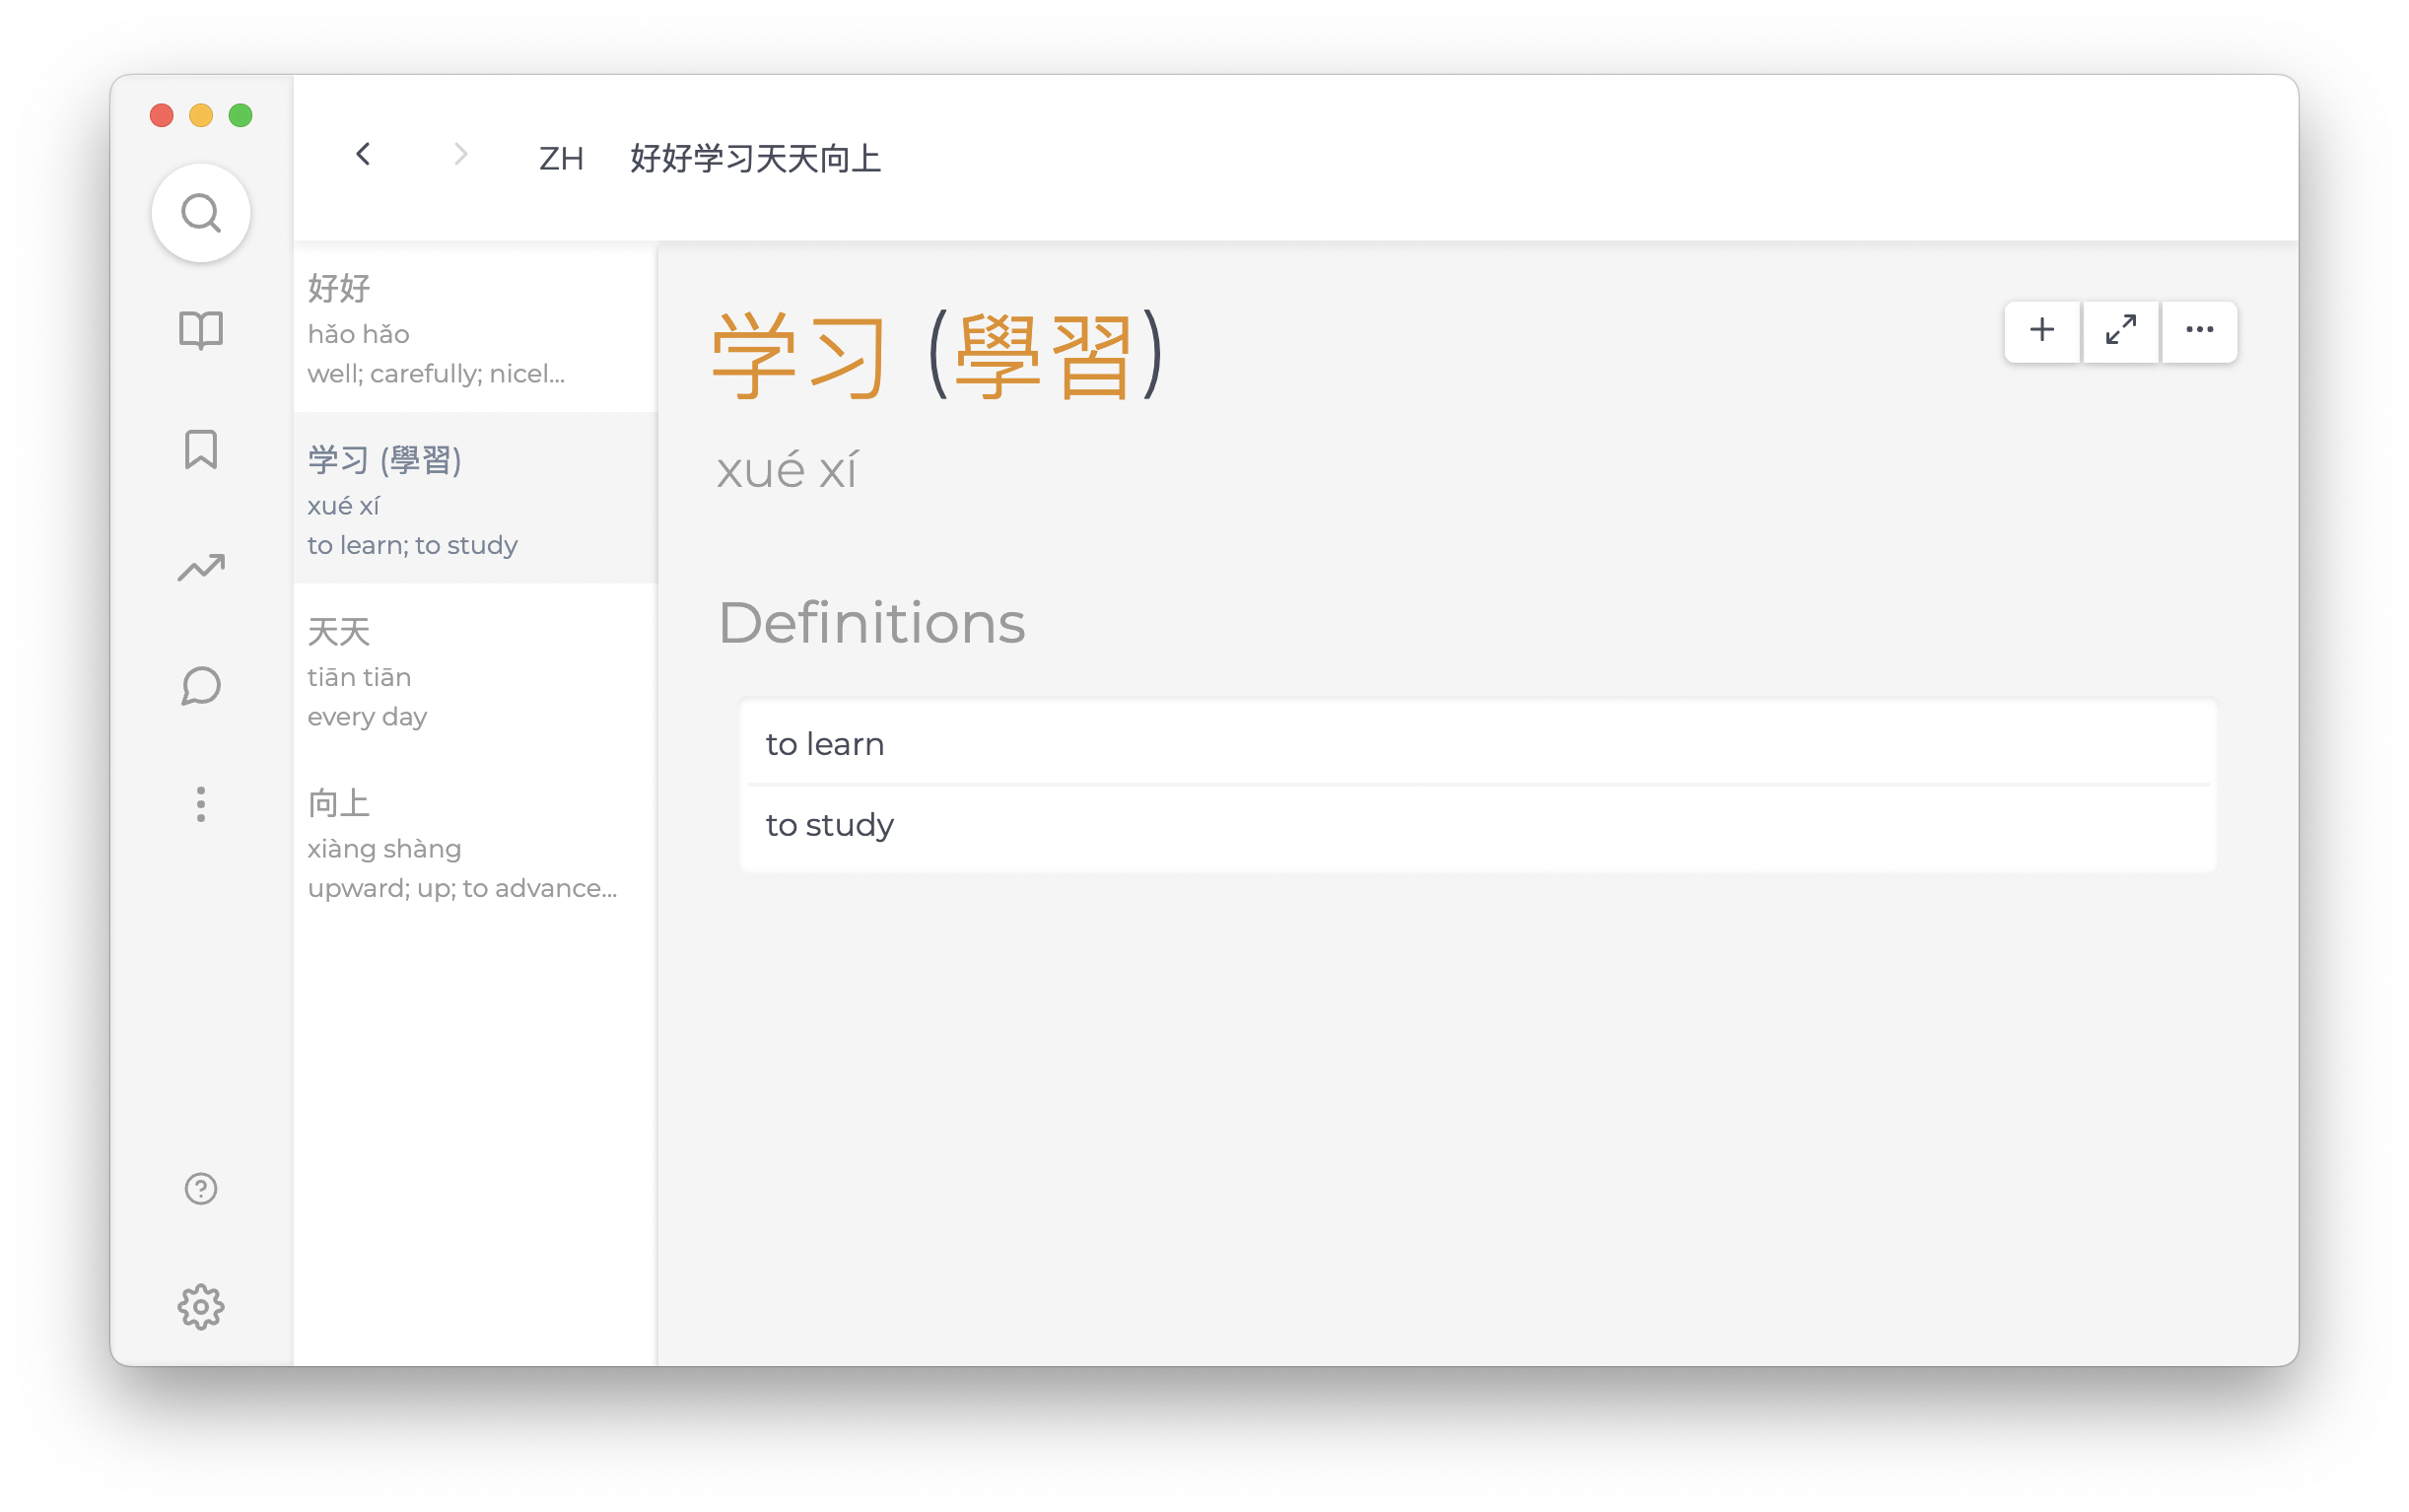 ZH 好好学习天天向上
好好
hǎo hǎo
well; carefully; nicel...
学习 (學習)
xué xí
to learn; to study
天天
tiān tiān
every day
向上
xiàng shàng
upward; up; to advance...
学习 (學習)
xué xí
Definitions
to learn
to study